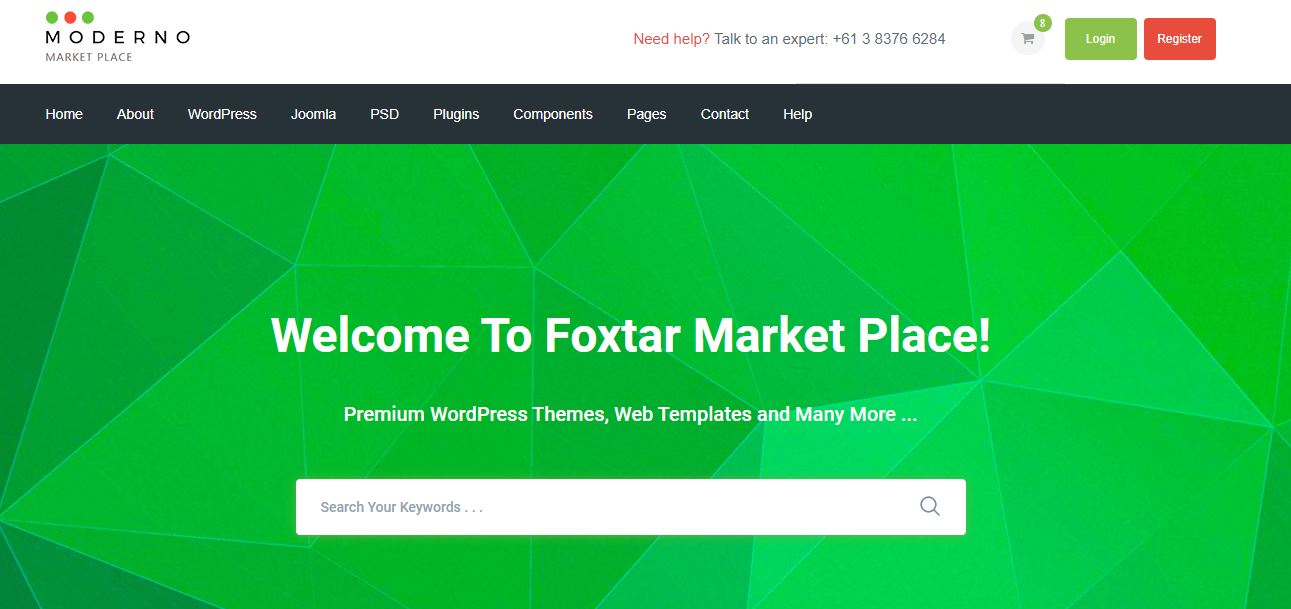 MODERNO
MARKET PLACE
Need help? Talk to an expert: +61 3 8376 6284
8
Login
Register
Home About WordPress Joomla PSD Plugins Components Pages Contact Help
Welcome To Foxtar Market Place!
Premium WordPress Themes, Web Templates and Many More ...
Search Your Keywords . . .